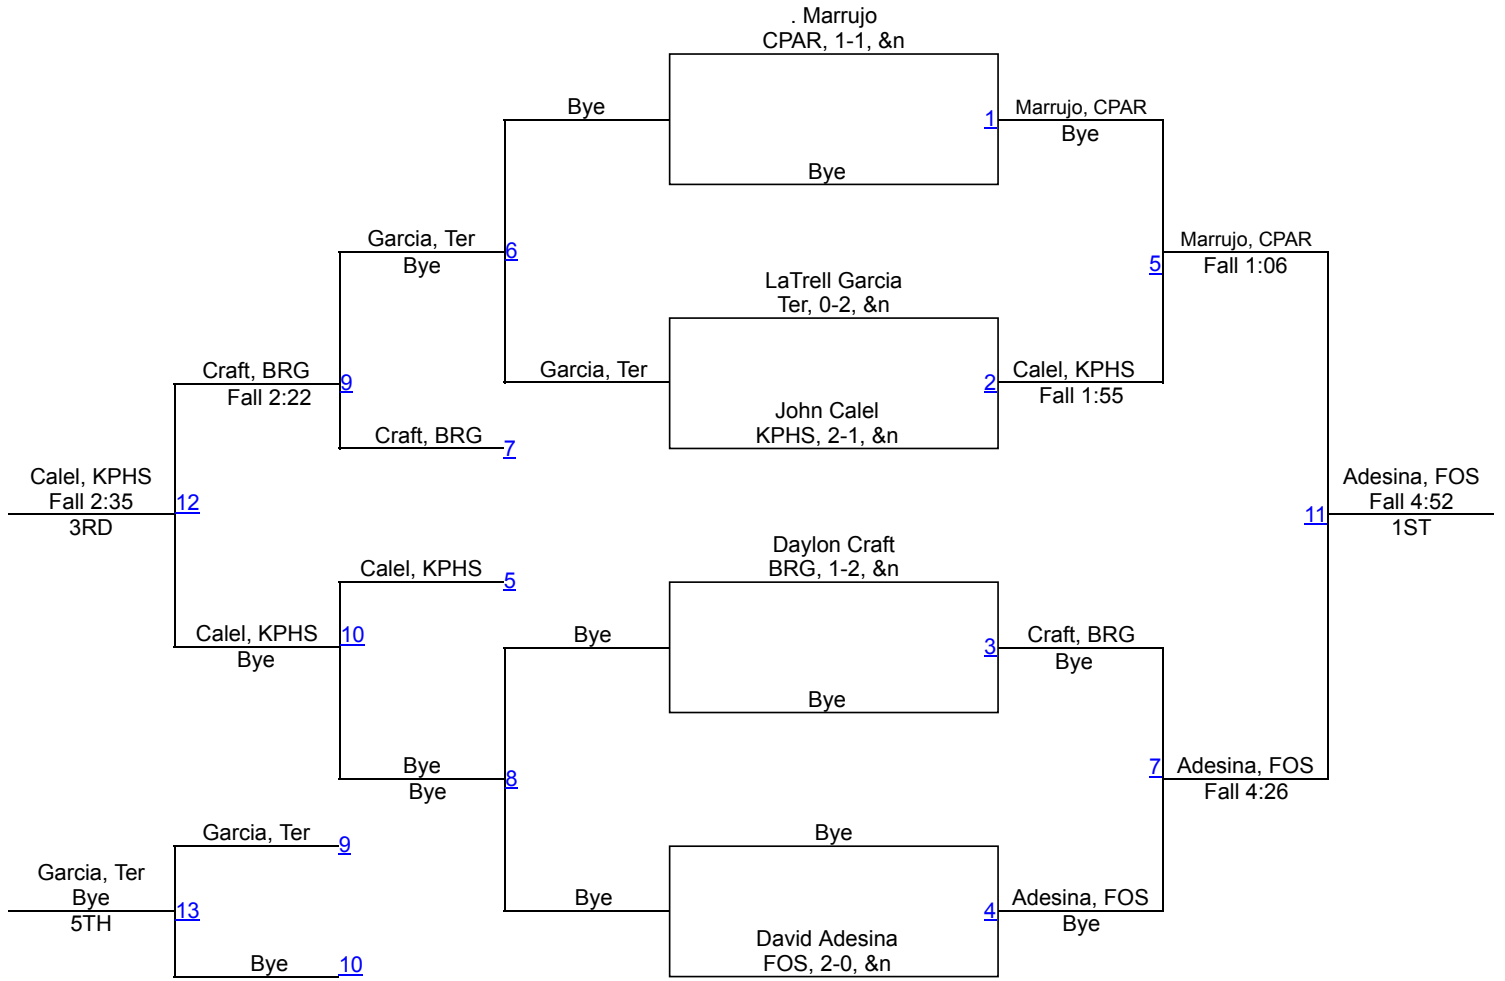 . Marrujo
CPAR, 1-1, &n
Bye
1
Marrujo, CPAR
Bye
Bye
Garcia, Ter
Bye
6
Marrujo, CPAR
Fall 1:06
5
LaTrell Garcia
Ter, 0-2, &n
Craft, BRG
Fall 2:22
9
Garcia, Ter
2
Calel, KPHS
Fall 1:55
John Calel
KPHS, 2-1, &n
Craft, BRG
7
Calel, KPHS
Fall 2:35
3RD
12
11
Adesina, FOS
Fall 4:52
1ST
Daylon Craft
BRG, 1-2, &n
Calel, KPHS
5
Calel, KPHS
Bye
10
Bye
3
Craft, BRG
Bye
Bye
Bye
Bye
8
7
Adesina, FOS
Fall 4:26
Garcia, Ter
9
Bye
Garcia, Ter
Bye
5TH
13
Bye
4
Adesina, FOS
Bye
David Adesina
FOS, 2-0, &n
Bye
10